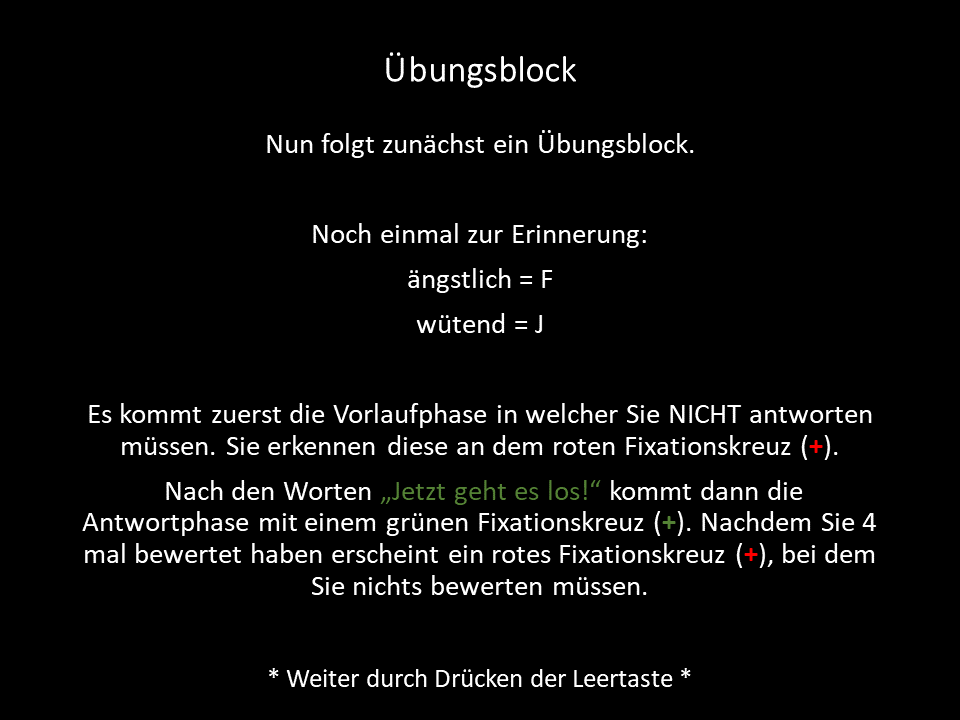 Übungsblock
Nun folgt zunächst ein Übungsblock.
Noch einmal zur Erinnerung:
ängstlich = F
wütend = J
Es kommt zuerst die Vorlaufphase in welcher Sie NICHT antworten
müssen. Sie erkennen diese an dem roten Fixationskreuz (+).
Nach den Worten „Jetzt geht es los!“ kommt dann die
Antwortphase mit einem grünen Fixationskreuz (+). Nachdem Sie 4
mal bewertet haben erscheint ein rotes Fixationskreuz (+), bei dem
Sie nichts bewerten müssen.
* Weiter durch Drücken der Leertaste *